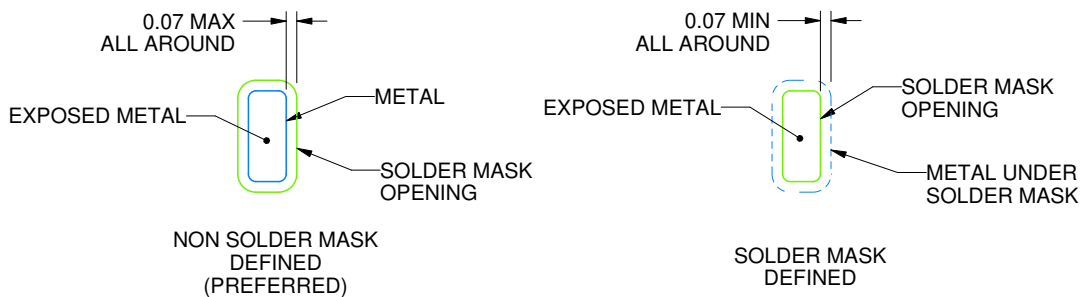 0.07 MAX
ALL AROUND
EXPOSED METAL
METAL
SOLDER MASK
OPENING
NON SOLDER MASK
DEFINED
(PREFERRED)
0.07 MIN
ALL AROUND
EXPOSED METAL
SOLDER MASK
OPENING
METAL UNDER
SOLDER MASK
SOLDER MASK
DEFINED